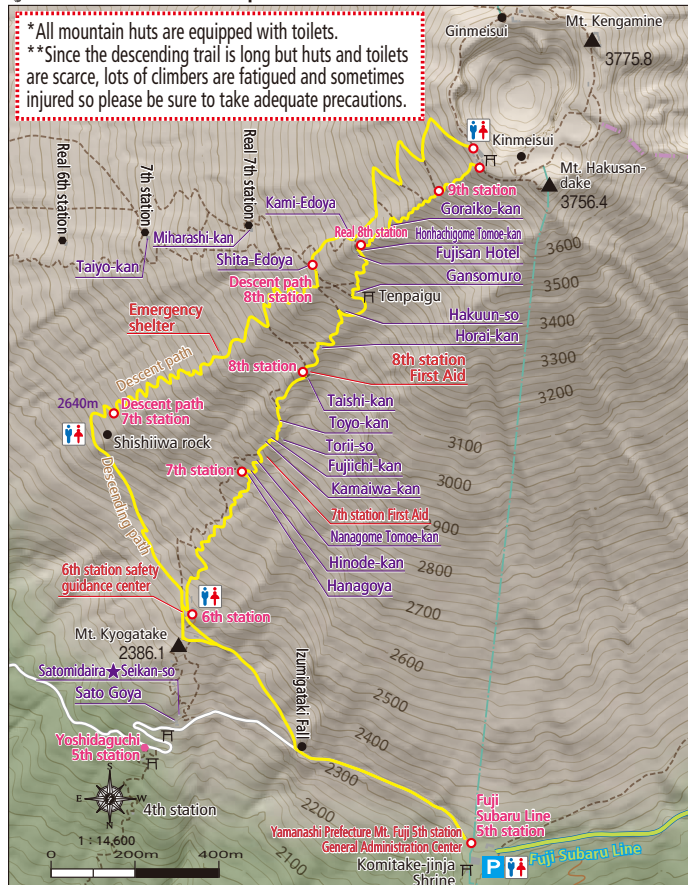 *All mountain huts are equipped with toilets.
**Since the descending trail is long but huts and toilets
are scarce, lots of climbers are fatigued and sometimes
injured so please be sure to take adequate precautions.
Ginmeisui
Mt. Kengamine
3775.8
Kinmeisui
Mt. Hakusan-
dake
3756.4
9th station
Real 6th station
7th station
Real 7th station
Miharashi-kan
Taiyo-kan
Kami-Edoya
Goraiko-kan
Real 8th station
Honhachigome Tomoe-kan
Fujisan Hotel
Shita-Edoya
Descent path
8th station
Gansomuro
Tenpaigu
Hakuun-so
Horai-kan
Emergency
shelter
Descent path
8th station
8th station
First Aid
3600
3500
3400
3300
3200
3100
3000
2900
2800
2700
2600
2500
2400
2300
2200
2100
2640m
Descent path
7th station
Shishiiwa rock
Descending path
Taishi-kan
Toyo-kan
Torii-so
Fujiichi-kan
Kamaiwa-kan
7th station
7th station First Aid
Nanagome Tomoe-kan
Hinode-kan
Hanagoya
6th station safety
guidance center
6th station
Mt. Kyogatake
2386.1
Satomidaira★Seikan-so
Sato Goya
Izumigataki Fall
Yoshidaguchi
5th station
S
E
W
N
4th station
1:14,600
0
200m
400m
Fuji
Subaru Line
5th station
Yamanashi Prefecture Mt. Fuji 5th station
General Administration Center
Komitake-jinja
Shrine
P
Fuji Subaru Line